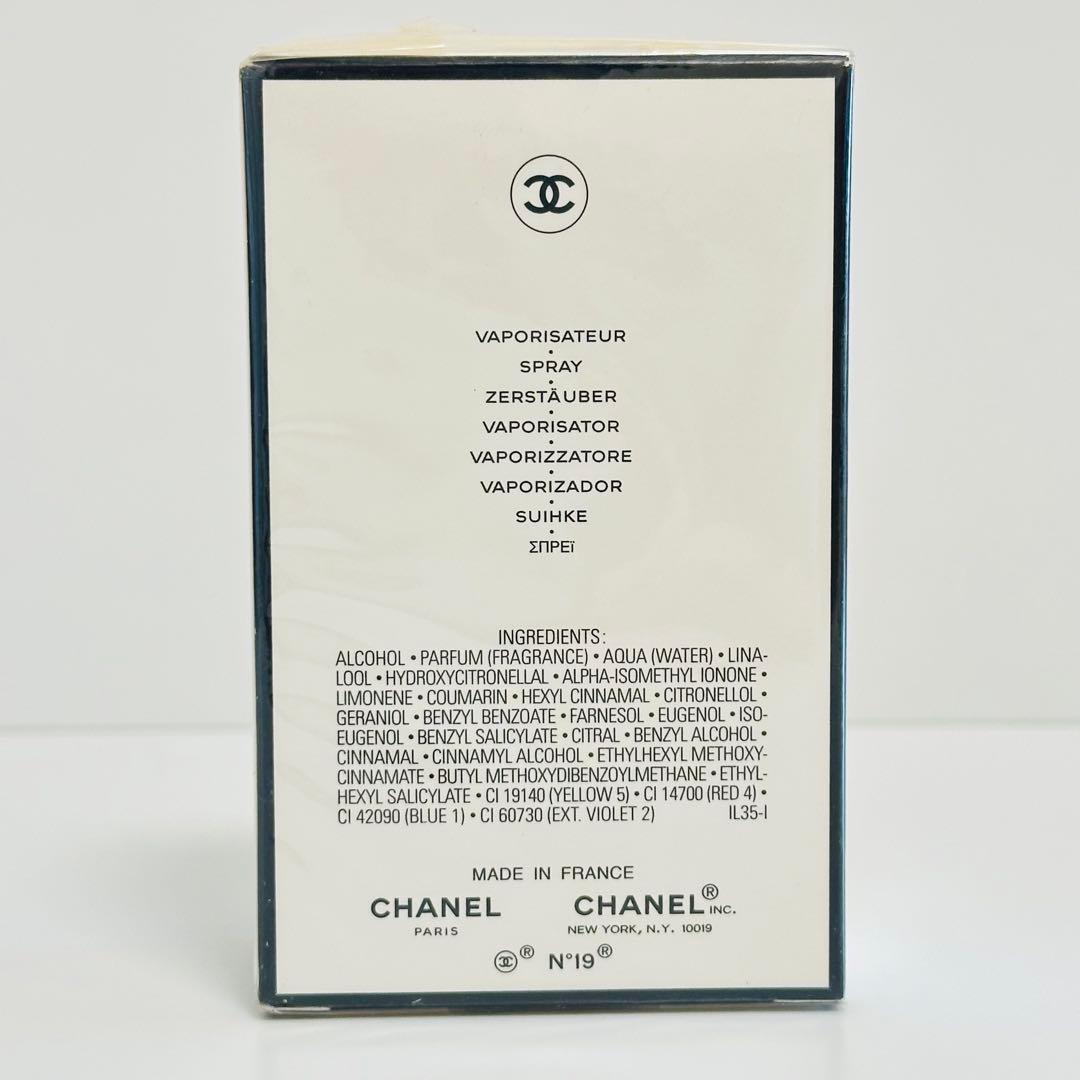 VAPORISATEUR
•
SPRAY
•
ZERSTÄUBER
•
VAPORISATOR
•
VAPORIZZATORE
•
VAPORIZADOR
•
SUIHKE
•
ΣΠΡΕϊ
INGREDIENTS:
ALCOHOL • PARFUM (FRAGRANCE) • AQUA (WATER) • LINA-
LOOL • HYDROXYCITRONELLAL • ALPHA-ISOMETHYL IONONE •
LIMONENE • COUMARIN • HEXYL CINNAMAL • CITRONELLOL •
GERANIOL • BENZYL BENZOATE • FARNESOL • EUGENOL • ISO-
EUGENOL • BENZYL SALICYLATE • CITRAL • BENZYL ALCOHOL •
CINNAMAL • CINNAMYL ALCOHOL • ETHYLHEXYL METHOXY-
CINNAMATE • BUTYL METHOXYDIBENZOYLMETHANE • ETHYL-
HEXYL SALICYLATE • CI 19140 (YELLOW 5) • CI 14700 (RED 4) •
CI 42090 (BLUE 1) • CI 60730 (EXT. VIOLET 2) IL35-I
MADE IN FRANCE
CHANEL CHANEL® INC.
PARIS NEW YORK, N.Y. 10019
® N°19®